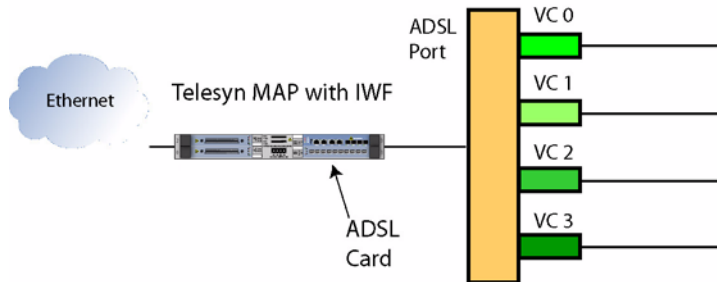 Ethernet
Telesyn MAP with IWF
ADSL
Card
ADSL
Port
VC 0
VC 1
VC 2
VC 3